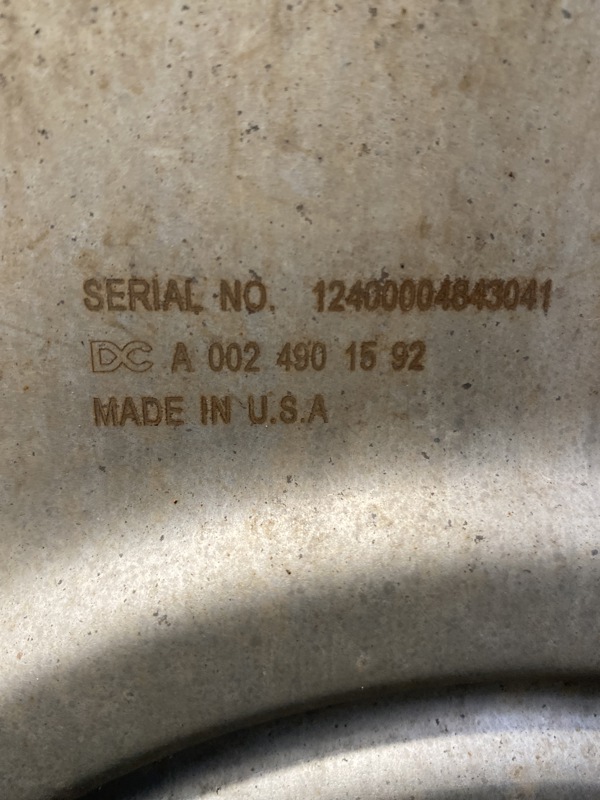 SERIAL NO. 12400004843041
DC A 002 490 15 92
MADE IN U.S.A